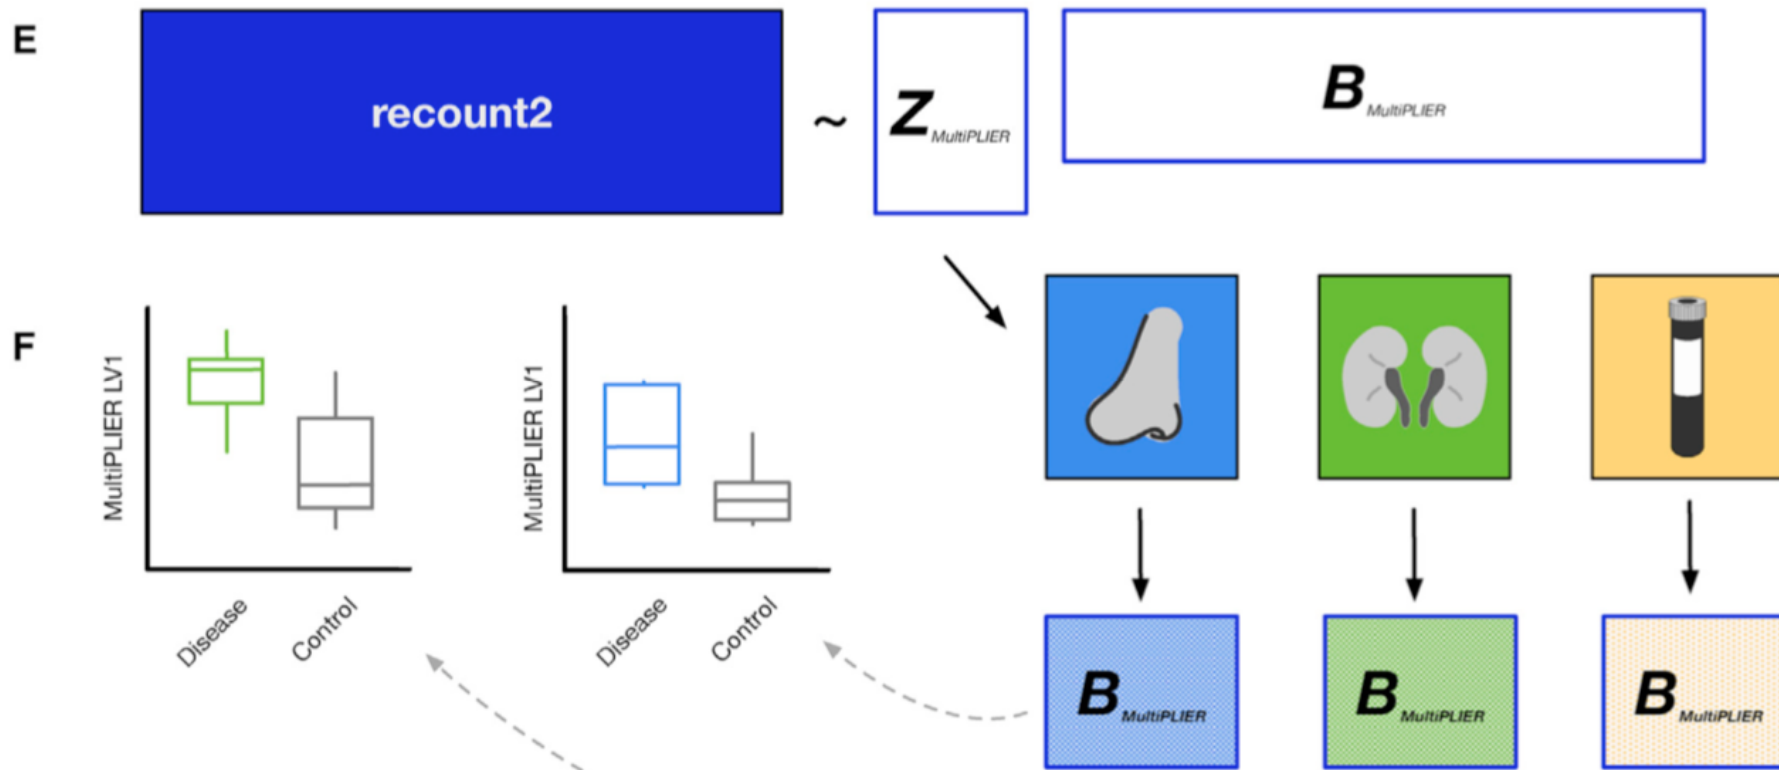 E
recount2
~
Z MultiPLIER
B MultiPLIER
F
MultiPLIER LV1
Disease
Control
MultiPLIER LV1
Disease
Control
B MultiPLIER
B MultiPLIER
B MultiPLIER